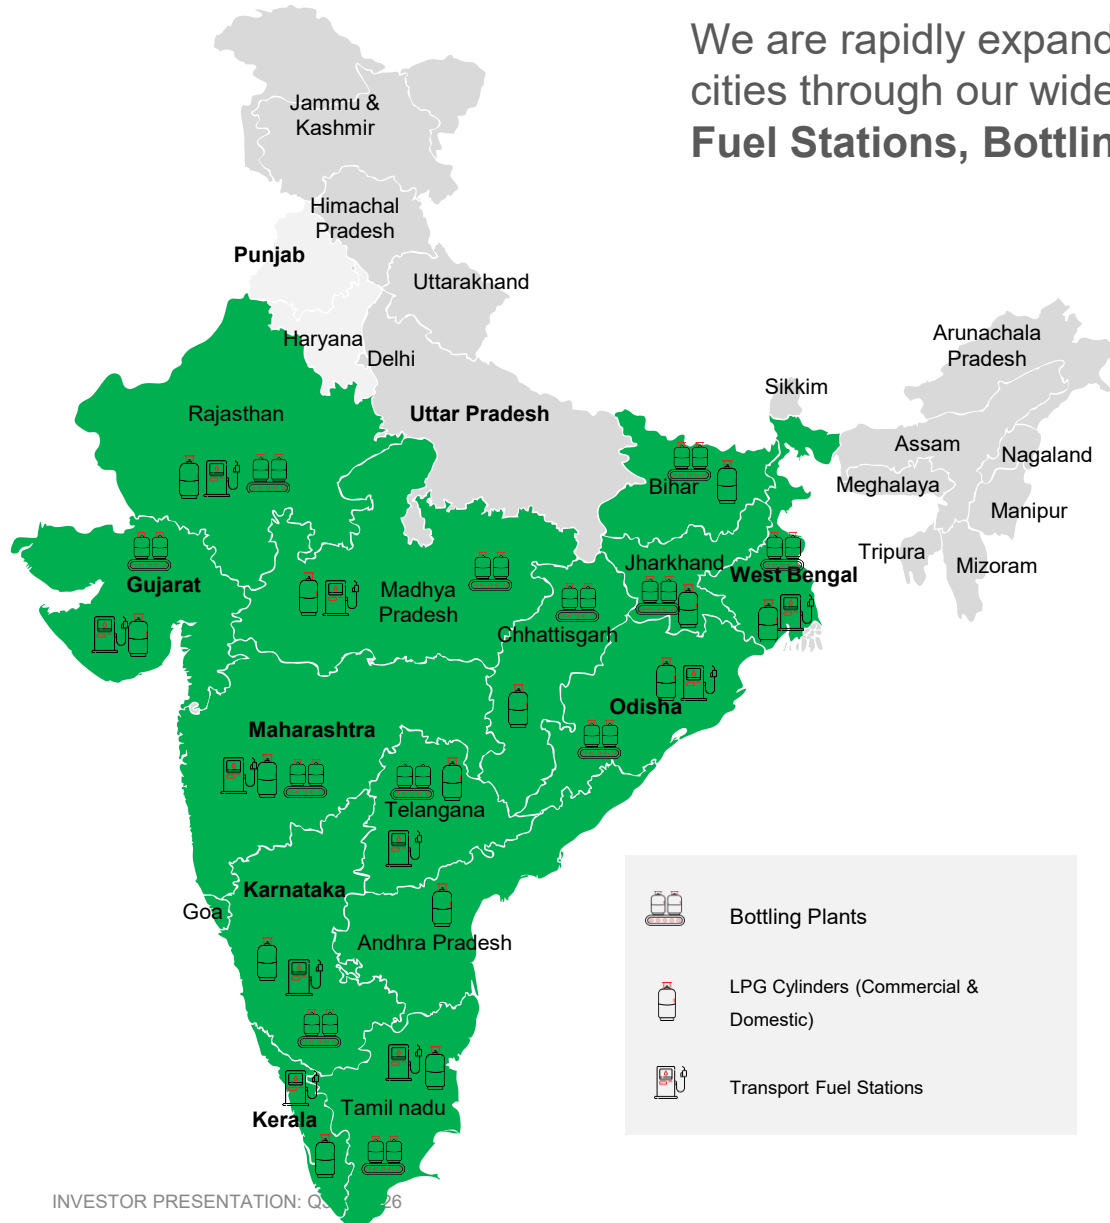 We are rapidly expand
cities through our wide
Fuel Stations, Bottlin
Jammu &
Kashmir
Himachal
Pradesh
Punjab
Uttarakhand
Haryana
Delhi
Arunachala
Pradesh
Sikkim
Rajasthan
Uttar Pradesh
Assam
Nagaland
Bihar
Meghalaya
Manipur
Tripura
Mizoram
Jharkhand
West Bengal
Gujarat
Madhya
Pradesh
Chhattisgarh
Odisha
Maharashtra
Telangana
Karnataka
Goa
Andhra Pradesh
Bottling Plants
LPG Cylinders (Commercial &
Domestic)
Transport Fuel Stations
Tamil nadu
Kerala
INVESTOR PRESENTATION: 26